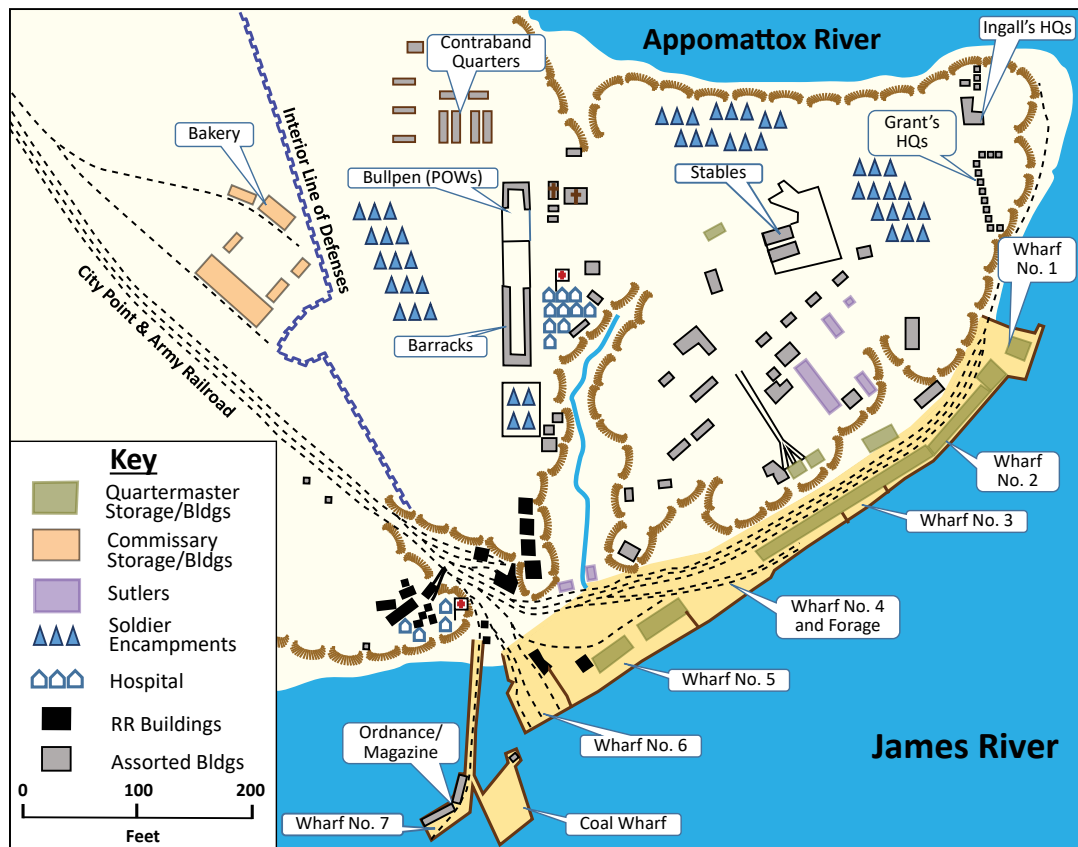 Appomattox River
Ingall's HQs
Contraband
Quarters
Grant's
HQs
Bakery
Interior Line of Defenses
Bullpen (POWs)
Stables
Wharf
No. 1
City Point & Army Railroad
Barracks
Wharf
No. 2
Wharf No. 3
Wharf No. 4
and Forage
Wharf No. 5
Wharf No. 6
James River
Ordnance/
Magazine
Wharf No. 7
Coal Wharf
Key
Quartermaster
Storage/Bldgs
Commissary
Storage/Bldgs
Sutlers
Soldier
Encampments
Hospital
RR Buildings
Assorted Bldgs
0 100 200
Feet